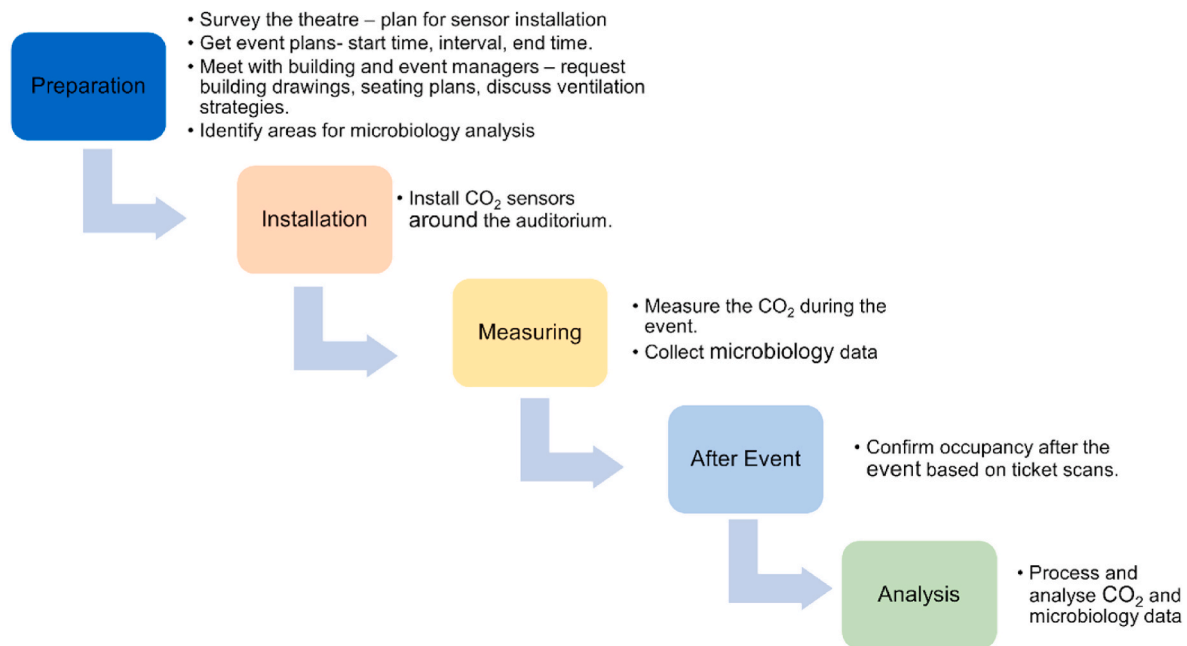 • Survey the theatre – plan for sensor installation
• Get event plans- start time, interval, end time.
• Meet with building and event managers – request
building drawings, seating plans, discuss ventilation
strategies.
• Identify areas for microbiology analysis
Preparation
Installation
• Install CO₂ sensors
around the auditorium.
Measuring
• Measure the CO₂ during the
event.
• Collect microbiology data
After Event
• Confirm occupancy after the
event based on ticket scans.
Analysis
• Process and
analyse CO₂ and
microbiology data